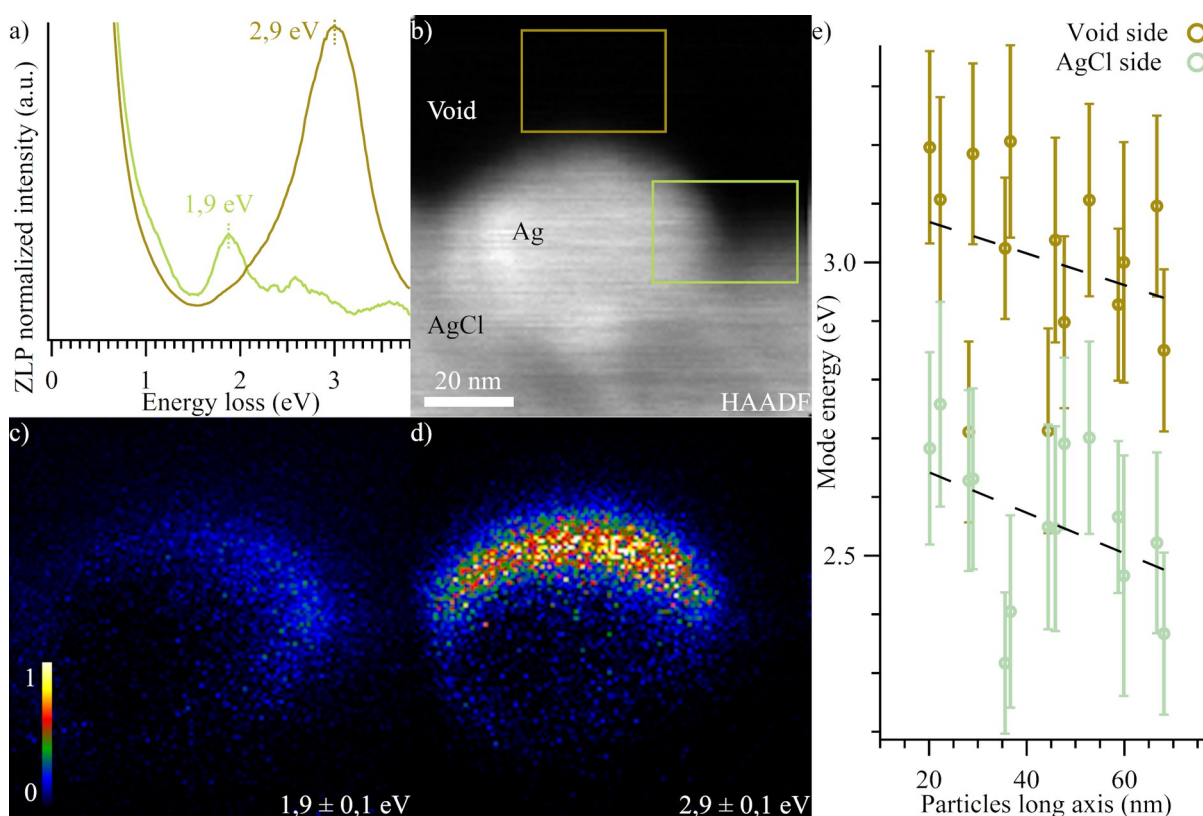 a)
2,9 eV
1,9 eV
ZLP normalized intensity (a.u.)
0 1 2 3
Energy loss (eV)
b)
Void
Ag
AgCl
20 nm
HAADF
c)
1
0
1,9 ± 0,1 eV
d)
2,9 ± 0,1 eV
e)
Void side
AgCl side
Mode energy (eV)
3.0
2.5
20 40 60
Particles long axis (nm)